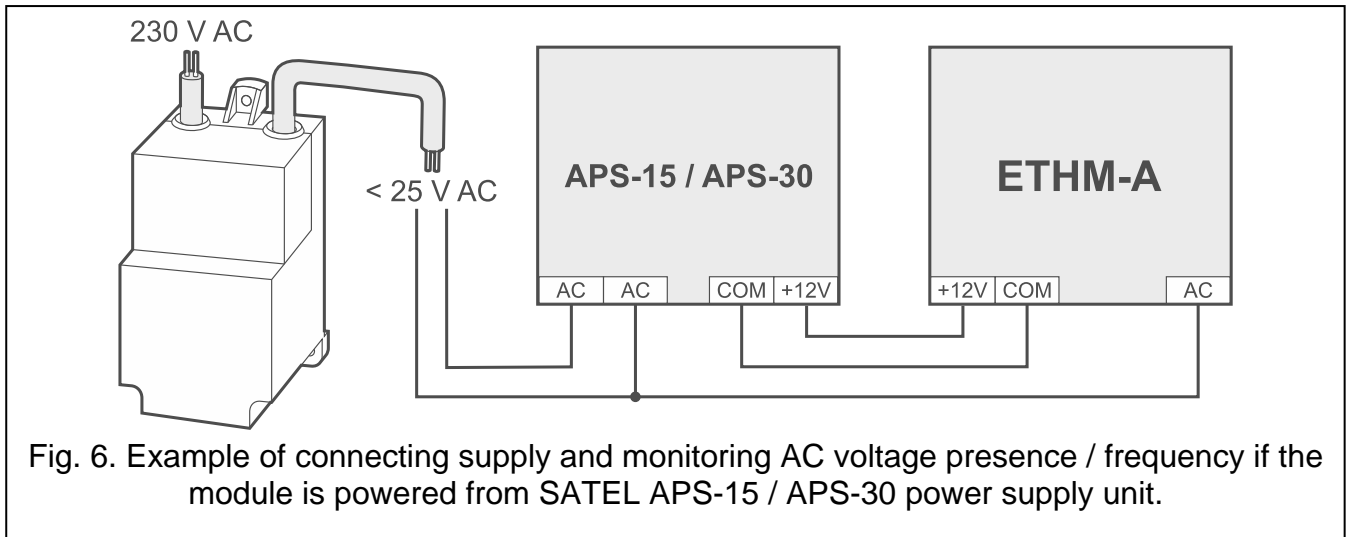 230 V AC
< 25 V AC
APS-15 / APS-30
AC AC COM +12V
ETHM-A
+12V COM AC
Fig. 6. Example of connecting supply and monitoring AC voltage presence / frequency if the
module is powered from SATEL APS-15 / APS-30 power supply unit.